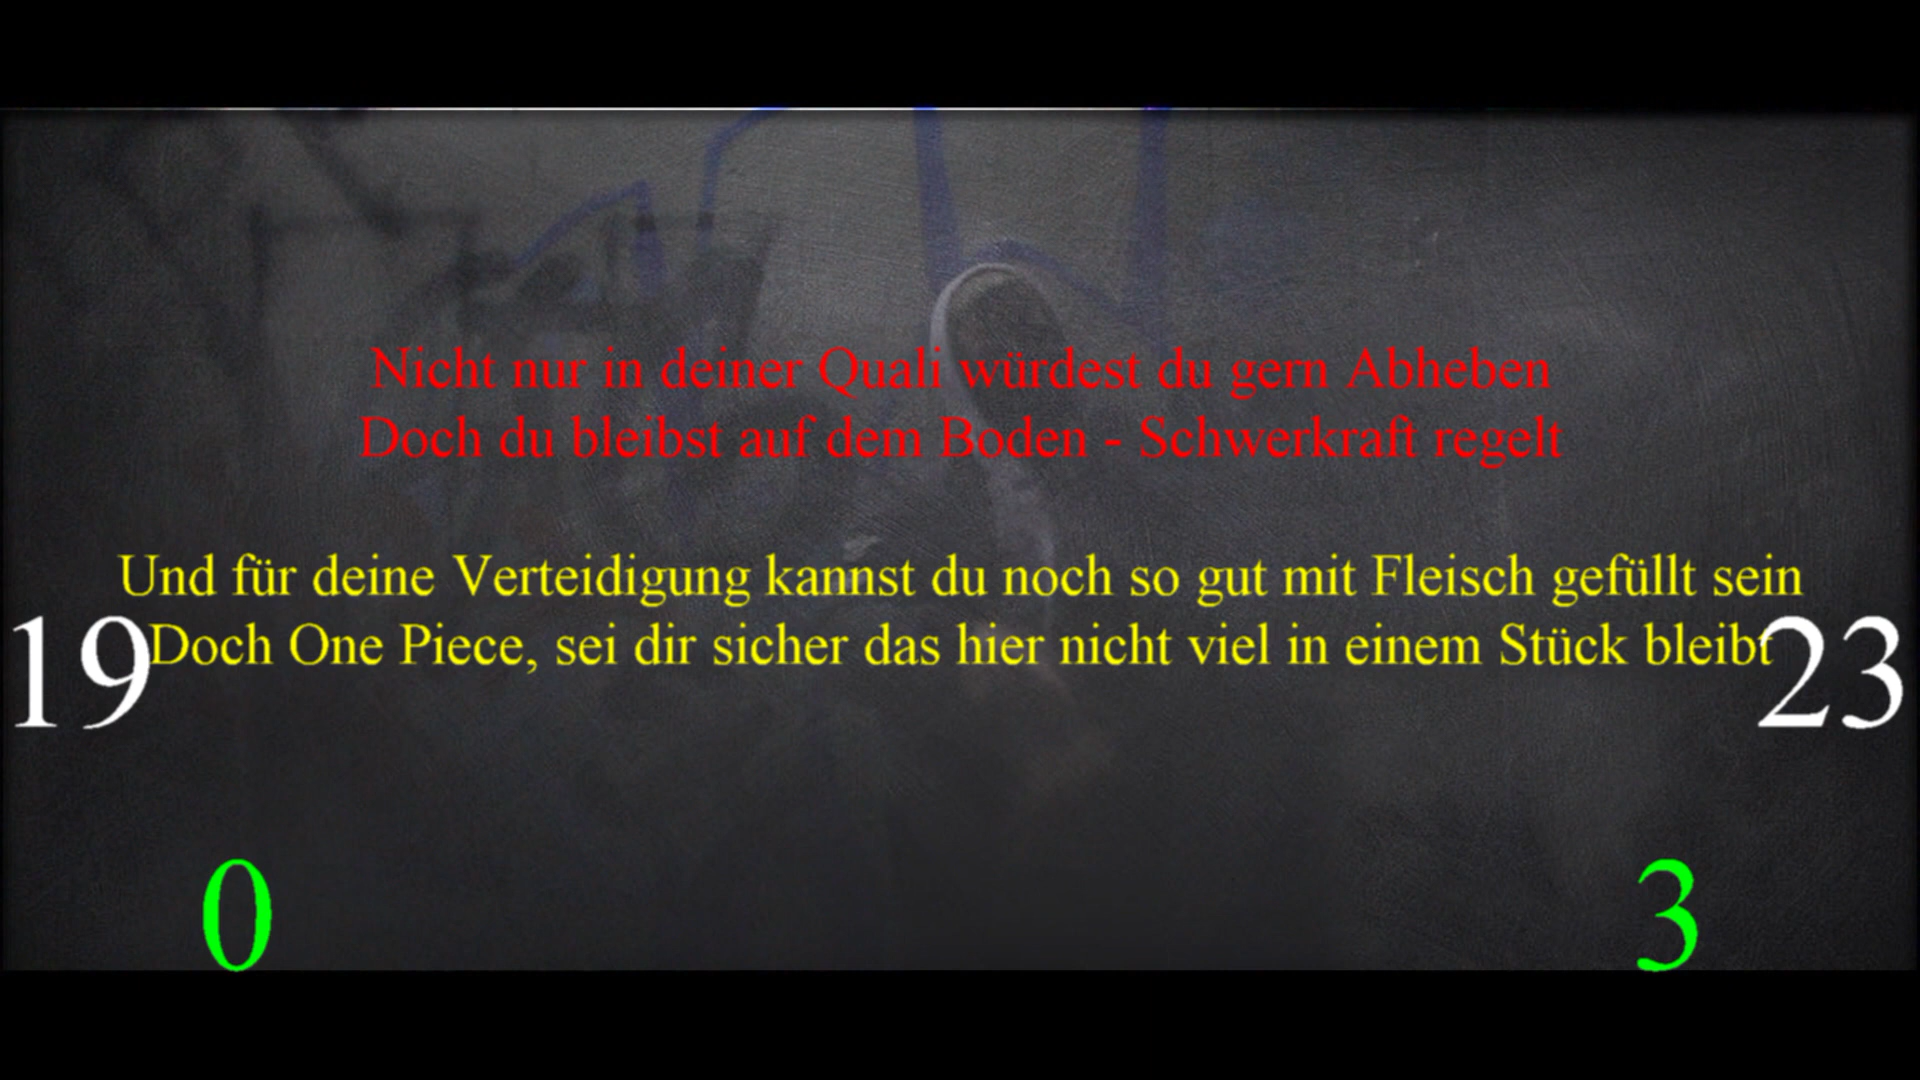 Nicht nur in deiner Quali würdest du gern Abheben
Doch du bleibst auf dem Boden - Schwerkraft regelt
Und für deine Verteidigung kannst du noch so gut mit Fleisch gefüllt sein
Doch One Piece, sei dir sicher das hier nicht viel in einem Stück bleibt
19
23
0
3